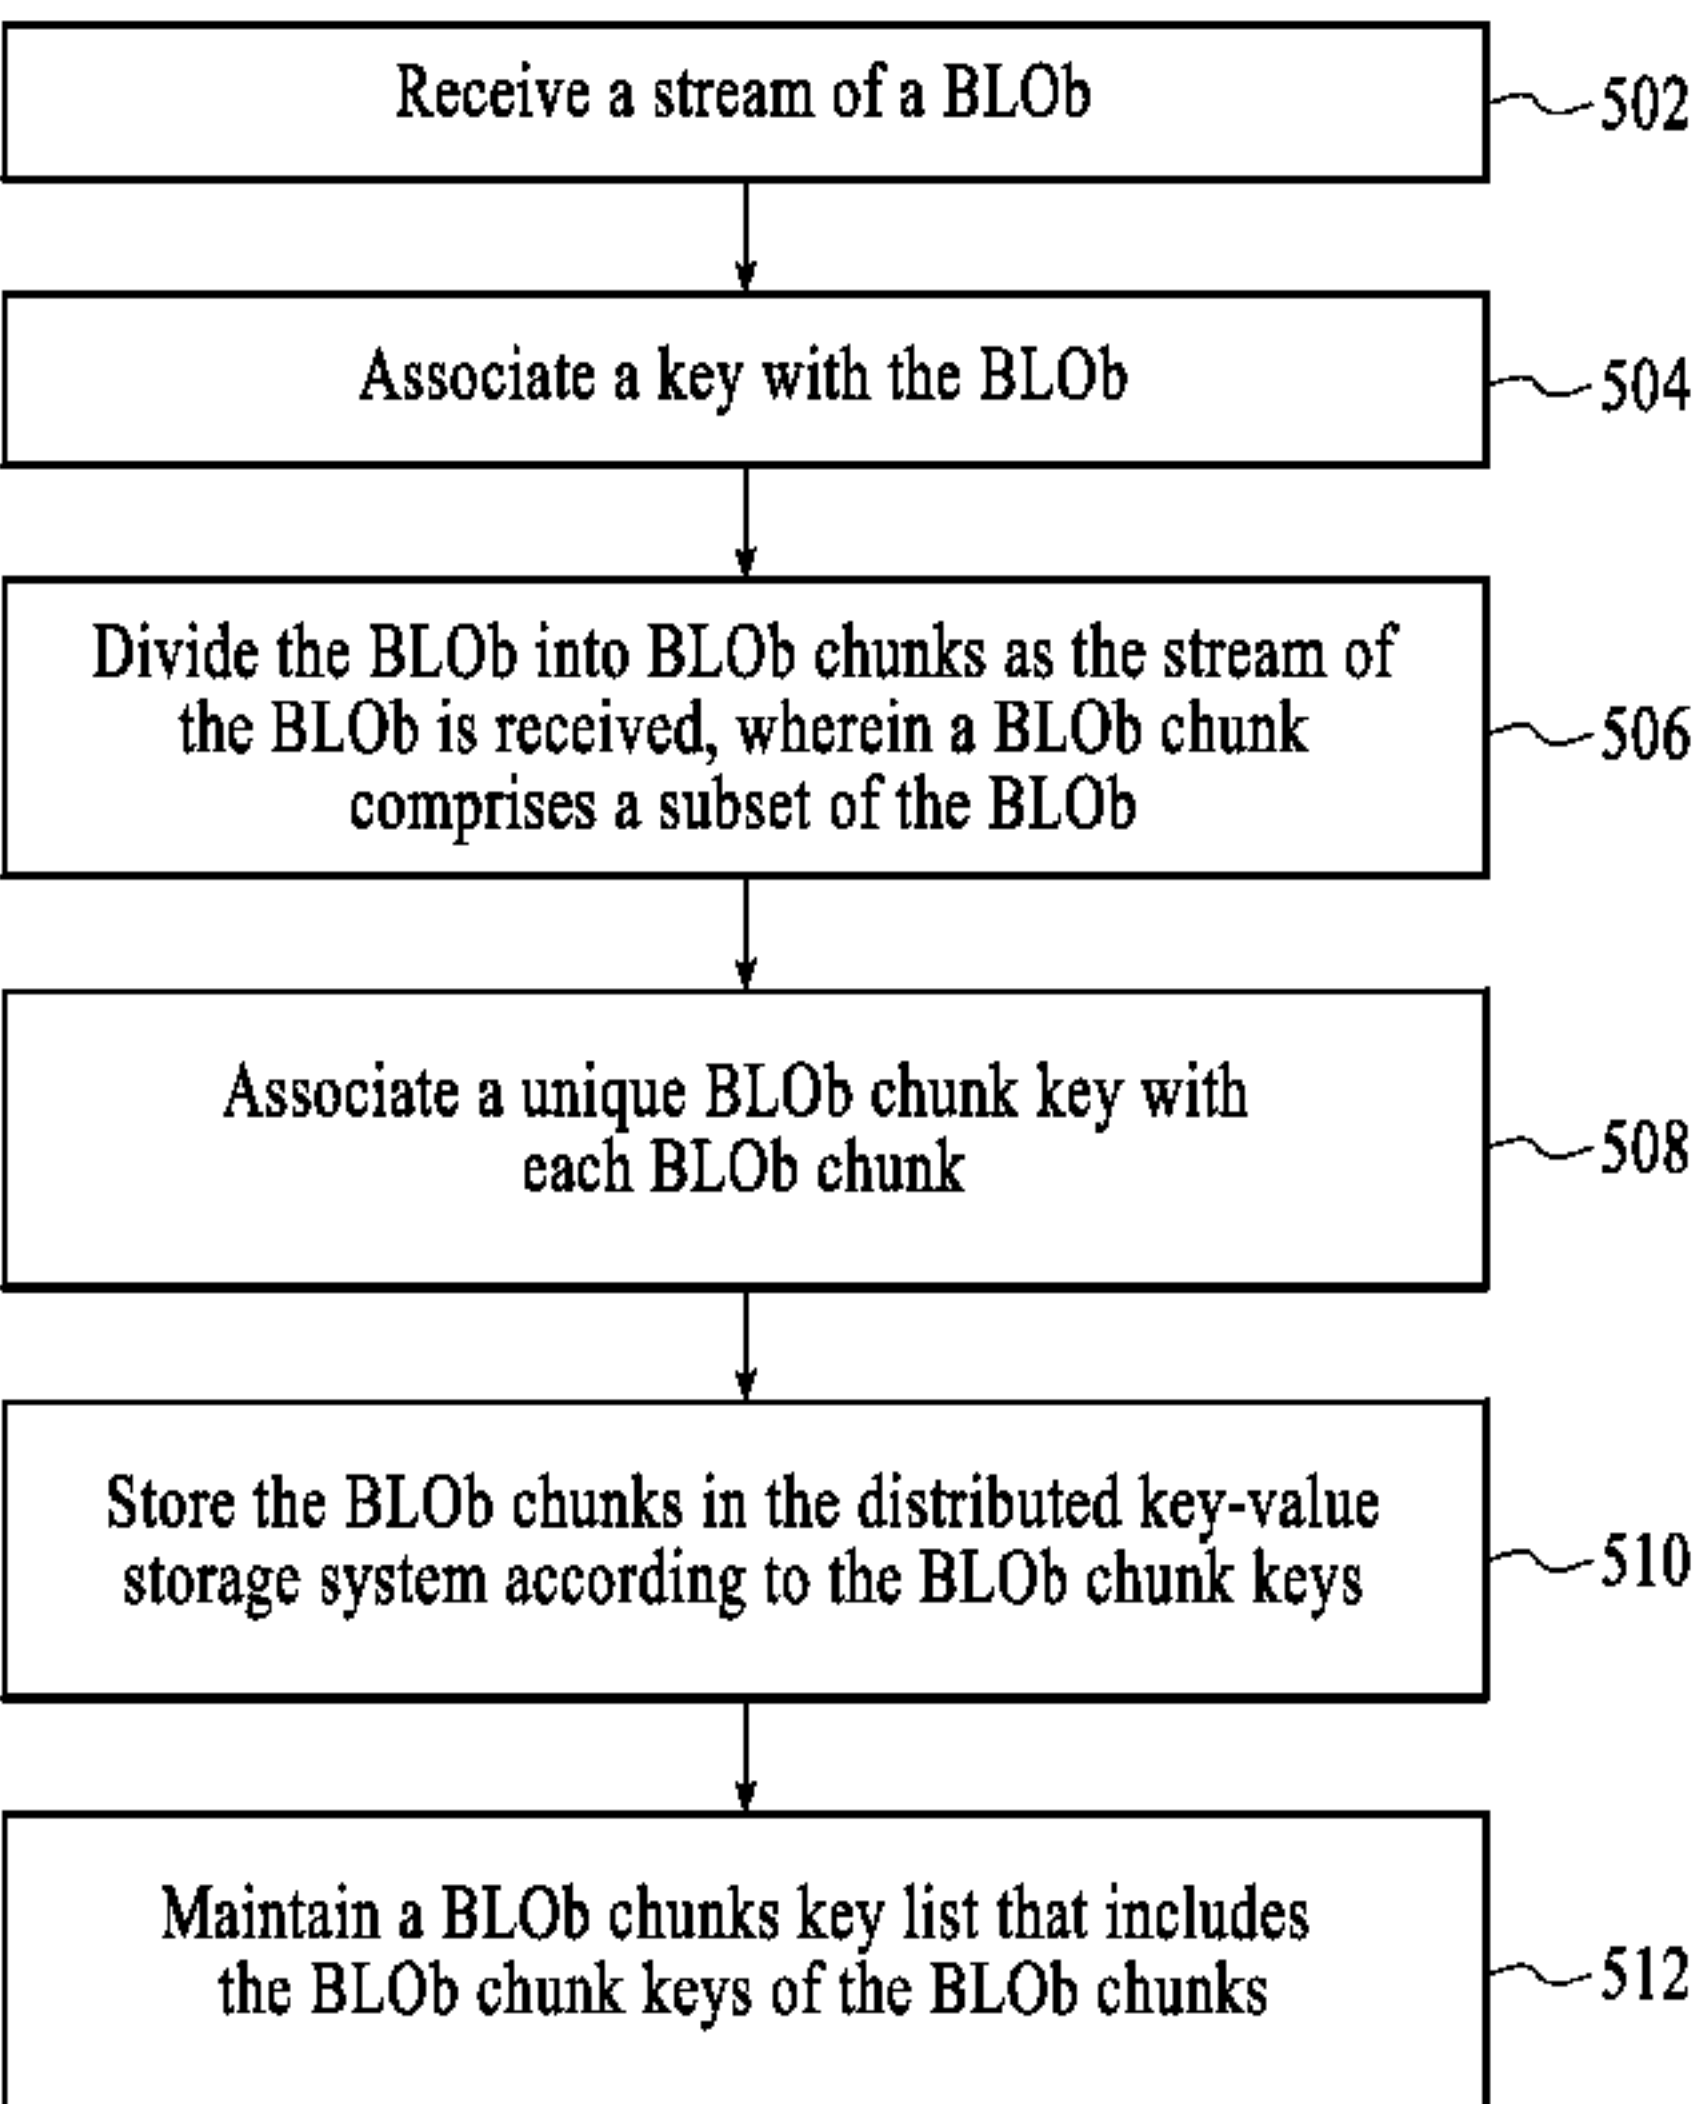 Receive a stream of a BLOb
502
Associate a key with the BLOb
504
Divide the BLOb into BLOb chunks as the stream of
the BLOb is received, wherein a BLOb chunk
comprises a subset of the BLOb
506
Associate a unique BLOb chunk key with
each BLOb chunk
508
Store the BLOb chunks in the distributed key-value
storage system according to the BLOb chunk keys
510
Maintain a BLOb chunks key list that includes
the BLOb chunk keys of the BLOb chunks
512